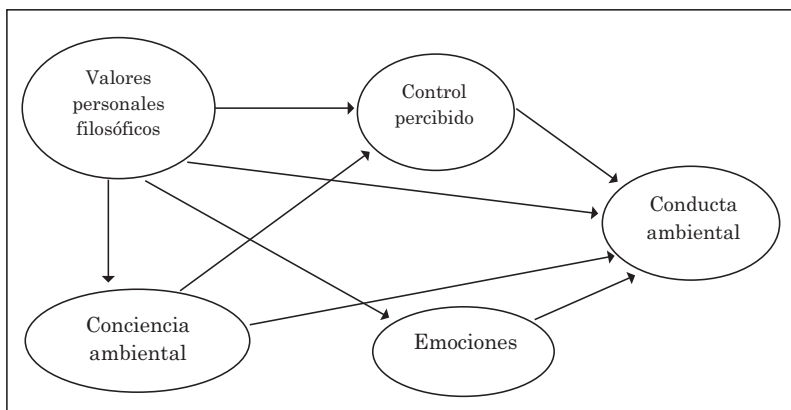 Valores
personales
filosóficos
Control
percibido
Conducta
ambiental
Conciencia
ambiental
Emociones